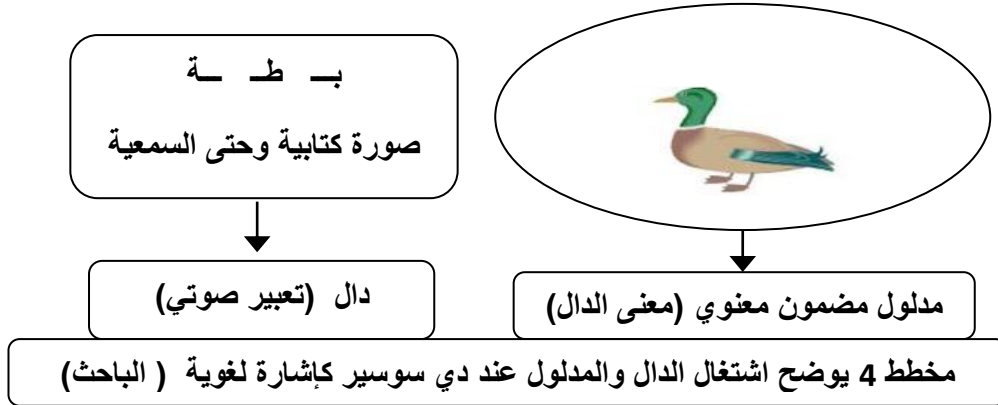 بـــ طــ ـــة
صورة كتابية وحتى السمعية
مدلول مضمون معنوي (معنى الدال)
دال (تعبير صوتي)
مخطط 4 يوضح اشتغال الدال والمدلول عند دي سوسير كإشارة لغوية ( الباحث)